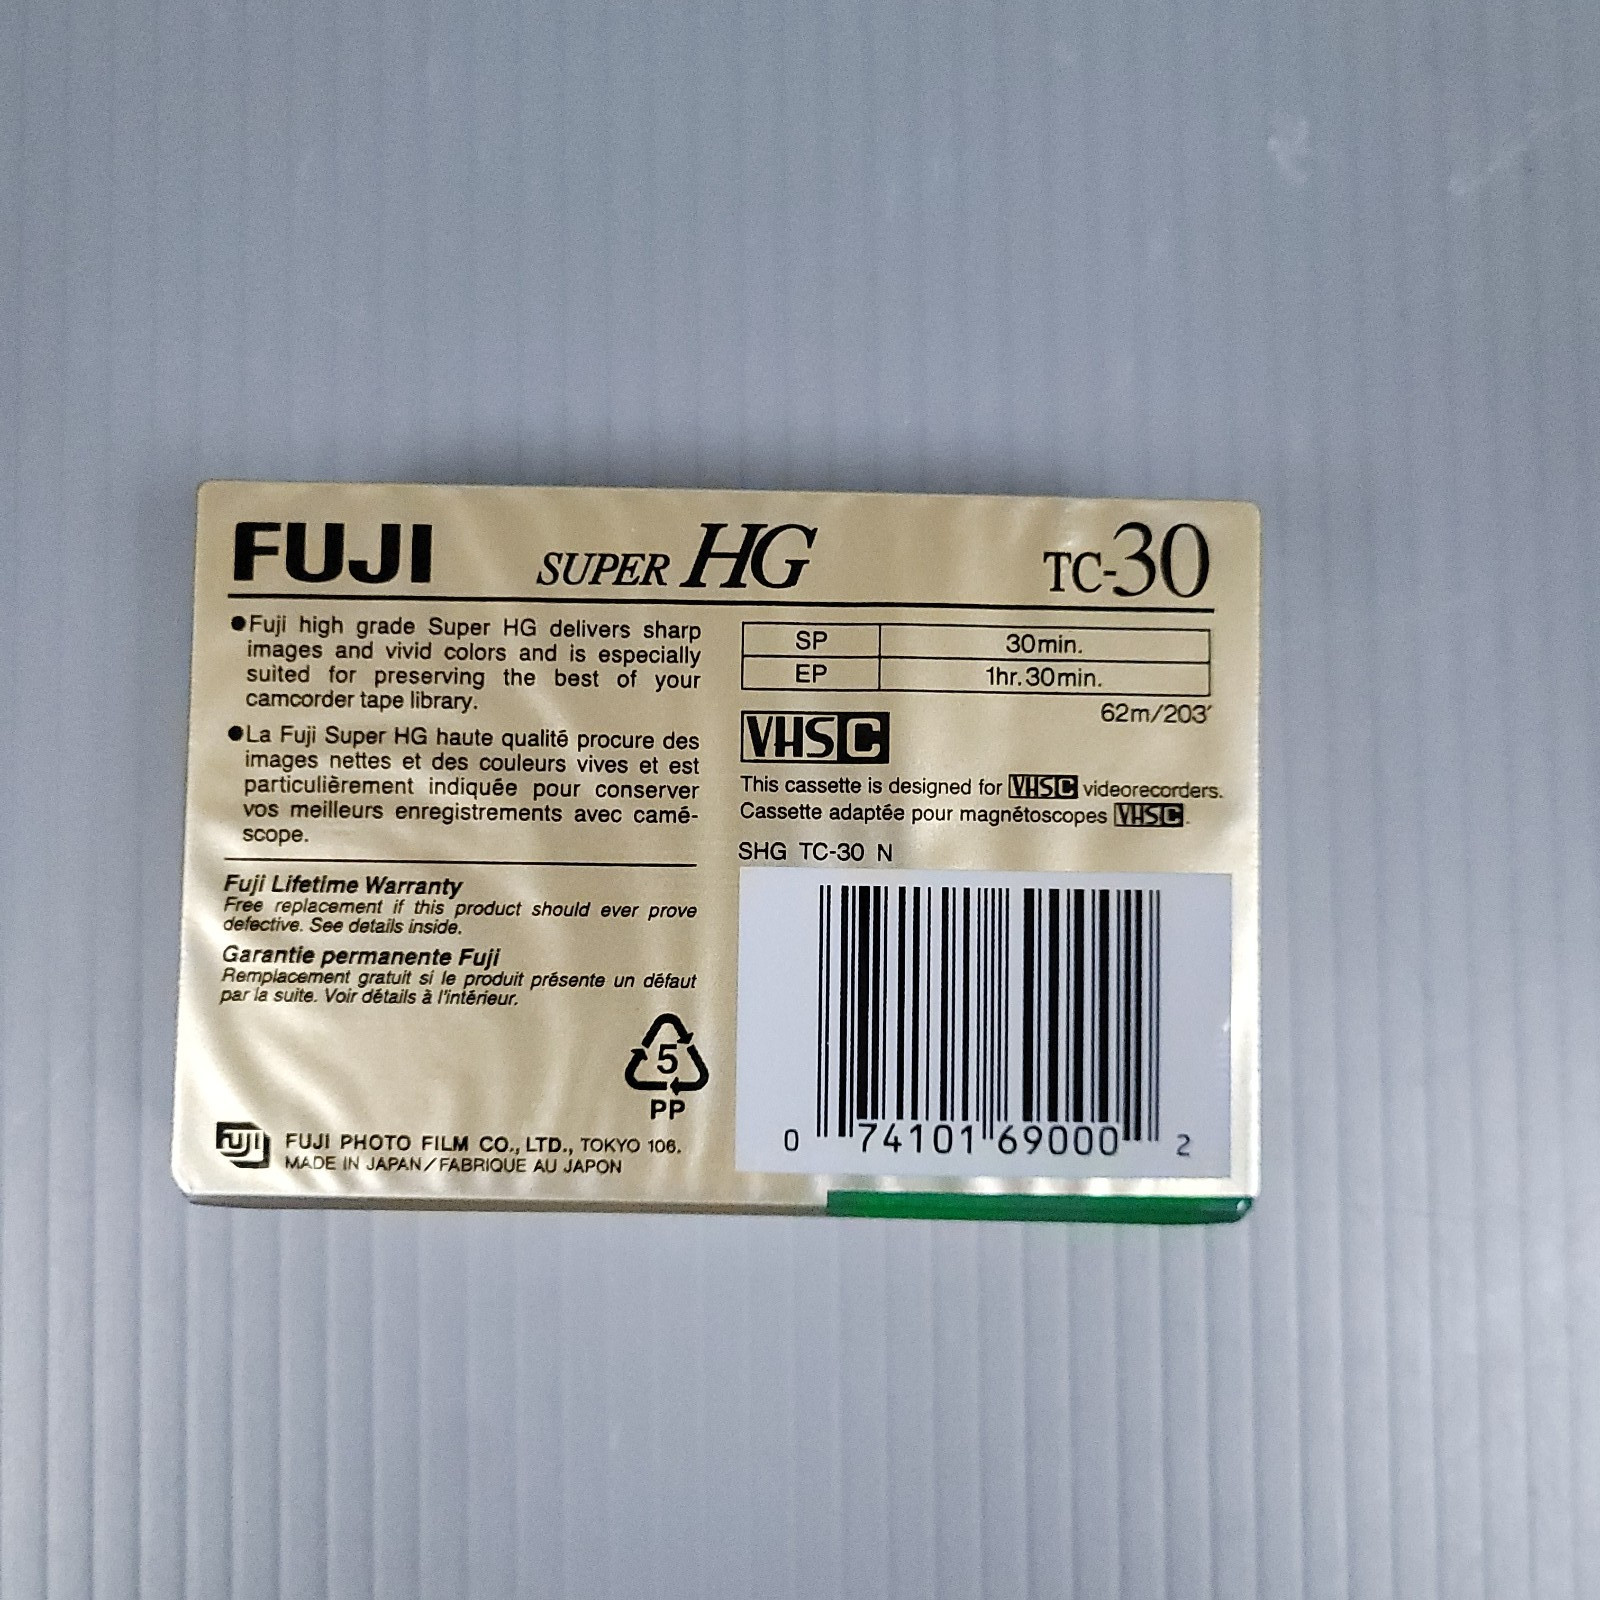 FUJI SUPER HG TC-30
●Fuji high grade Super HG delivers sharp
images and vivid colors and is especially
suited for preserving the best of your
camcorder tape library.
●La Fuji Super HG haute qualité procure des
images nettes et des couleurs vives et est
particulièrement indiquée pour conserver
vos meilleurs enregistrements avec camé-
scope.
Fuji Lifetime Warranty
Free replacement if this product should ever prove
defective. See details inside.
Garantie permanente Fuji
Remplacement gratuit si le produit présente un défaut
par la suite. Voir détails à l'intérieur.
5
PP
FUJI
FUJI PHOTO FILM CO., LTD., TOKYO 106.
MADE IN JAPAN/FABRIQUE AU JAPON
SP 30min.
EP 1hr. 30min.
62m/203'
VHS C
This cassette is designed for VHS C videorecorders.
Cassette adaptée pour magnétoscopes VHS C.
SHG TC-30 N
0 74101 69000 2